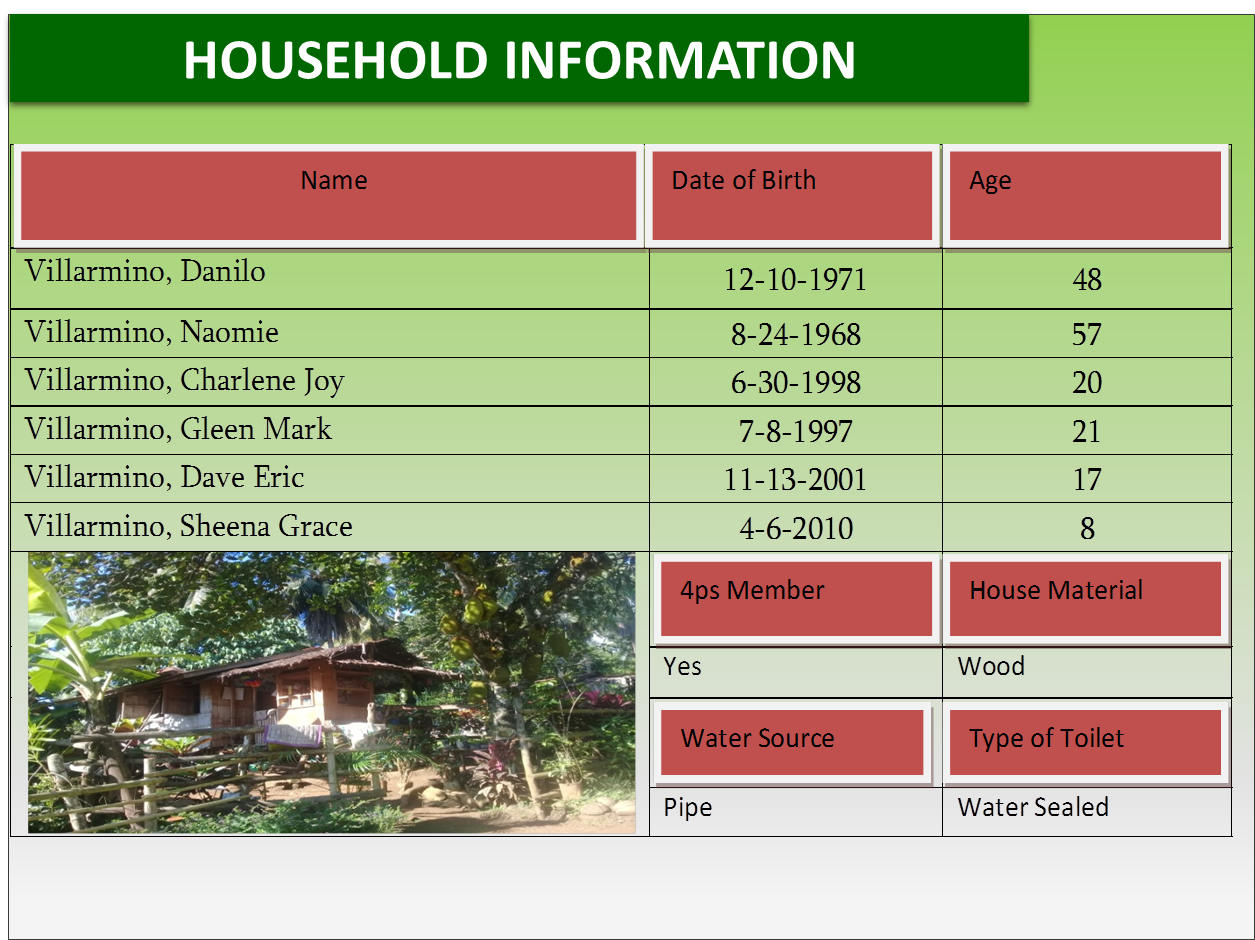 HOUSEHOLD INFORMATION
Name Date of Birth Age
Villarmino, Danilo 12-10-1971 48
Villarmino, Naomie 8-24-1968 57
Villarmino, Charlene Joy 6-30-1998 20
Villarmino, Gleen Mark 7-8-1997 21
Villarmino, Dave Eric 11-13-2001 17
Villarmino, Sheena Grace 4-6-2010 8
4ps Member House Material
Yes Wood
Water Source Type of Toilet
Pipe Water Sealed